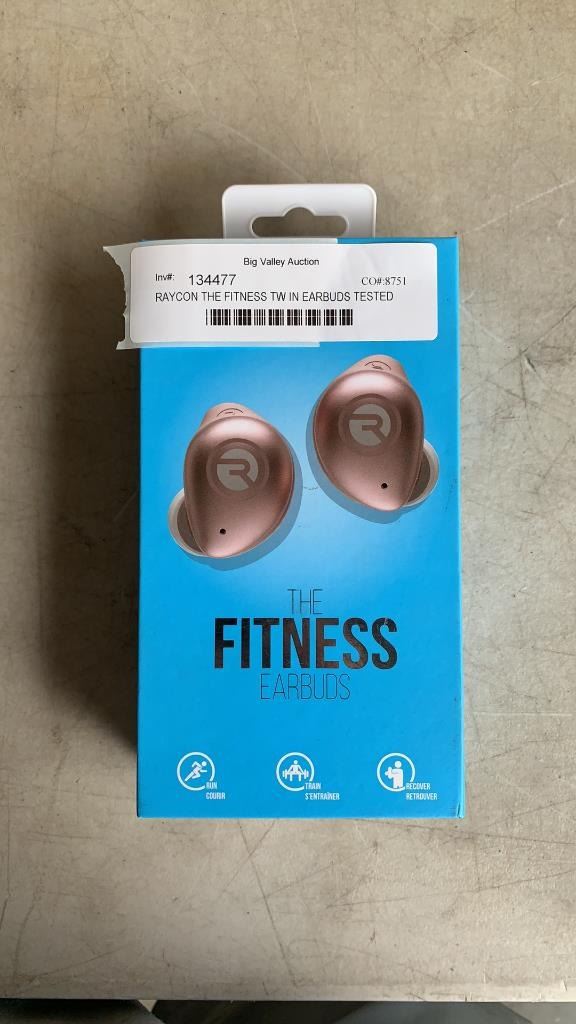 Big Valley Auction
Inv#: 134477 CO#:8751
RAYCON THE FITNESS TW IN EARBUDS TESTED
THE
FITNESS
EARBUDS
RUN
COURIR
TRAIN
S'ENTRAÎNER
RECOVER
RETROUVER